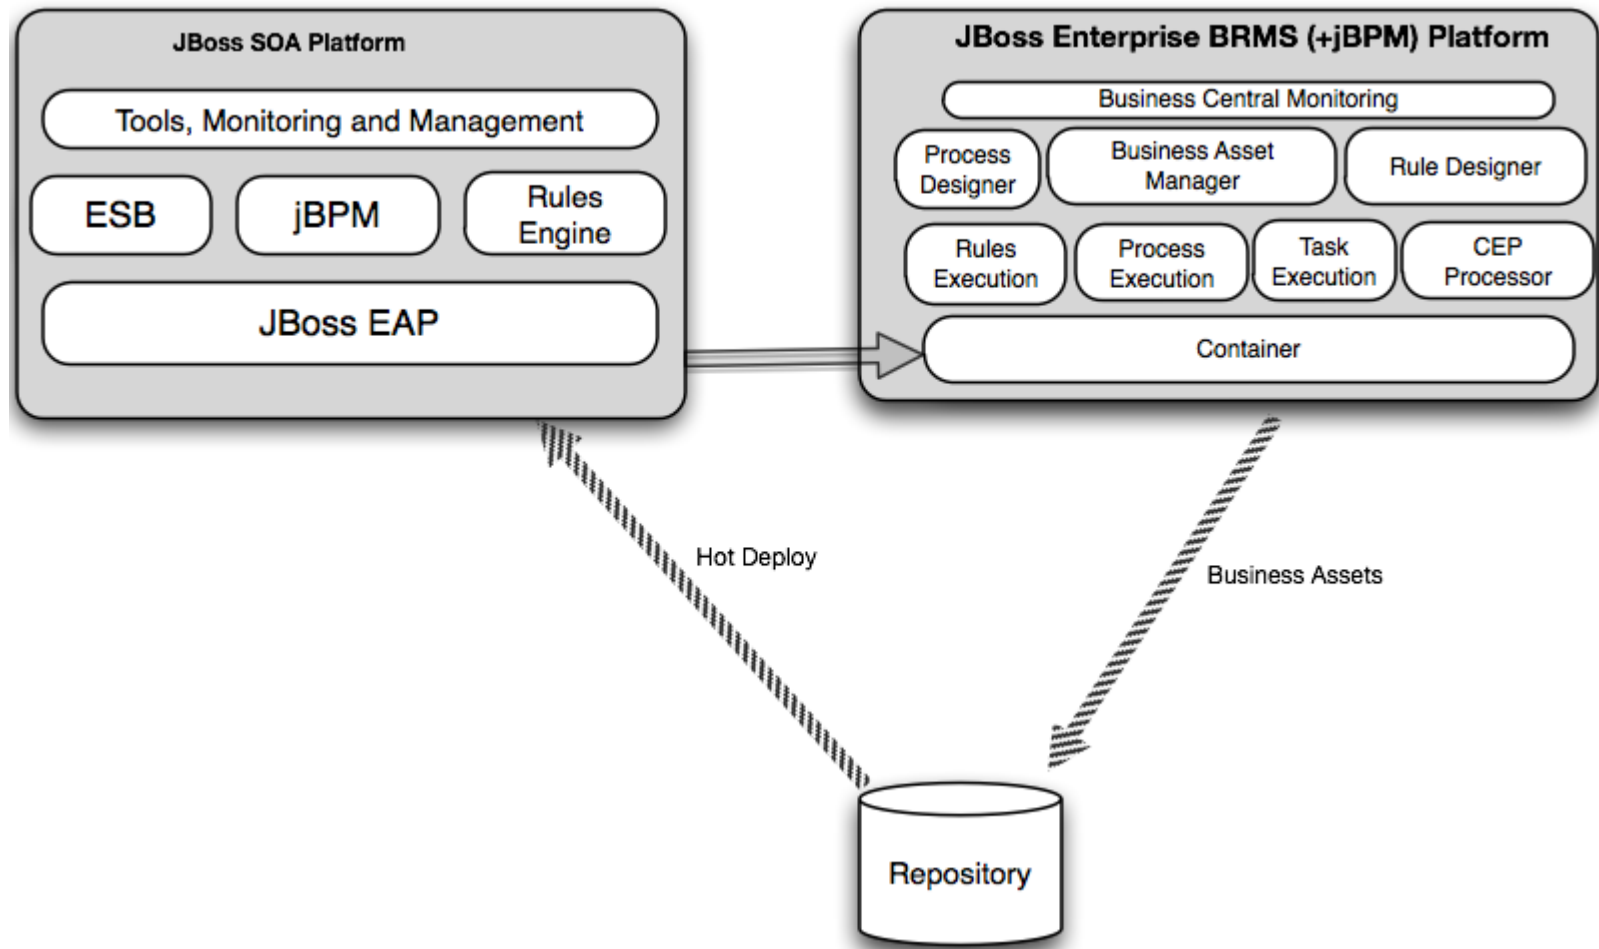 JBoss SOA Platform
Tools, Monitoring and Management
ESB
jBPM
Rules
Engine
JBoss EAP
JBoss Enterprise BRMS (+jBPM) Platform
Business Central Monitoring
Process
Designer
Business Asset
Manager
Rule Designer
Rules
Execution
Process
Execution
Task
Execution
CEP
Processor
Container
Hot Deploy
Business Assets
Repository